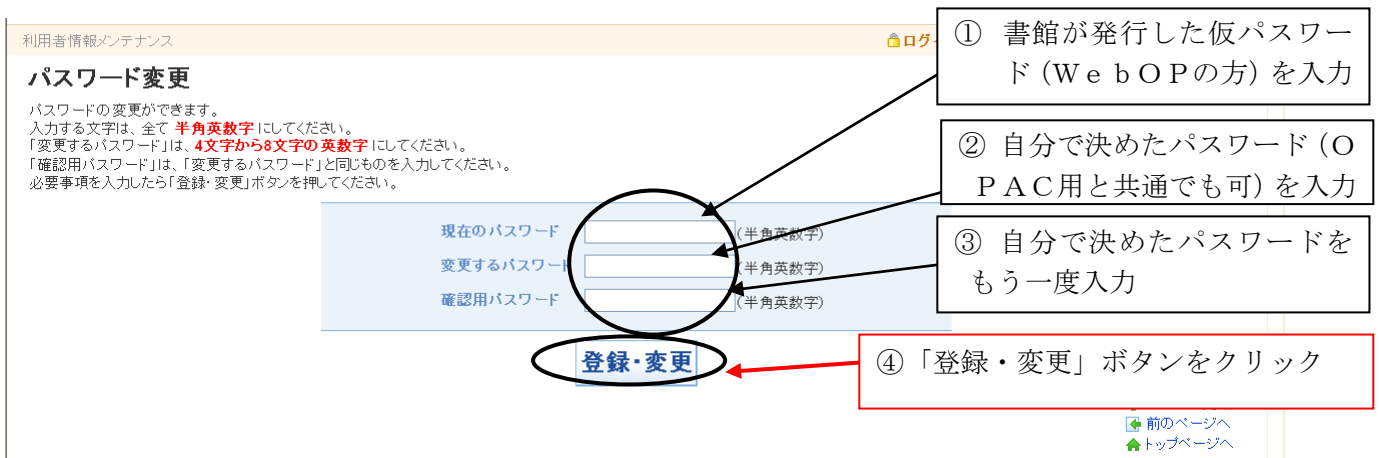 利用者情報メンテナンス
ログ
パスワード変更
パスワードの変更ができます。
入力する文字は、全て 半角英数字 にしてください。
「変更するパスワード」は、4文字から8文字の英数字 にしてください。
「確認用パスワード」は、「変更するパスワード」と同じものを入力してください。
必要事項を入力したら「登録・変更」ボタンを押してください。
① 書館が発行した仮パスワー
ド(WebOPの方)を入力
② 自分で決めたパスワード(O
PAC用と共通でも可)を入力
③ 自分で決めたパスワードを
もう一度入力
現在のパスワード (半角英数字)
変更するパスワード (半角英数字)
確認用パスワード (半角英数字)
登録・変更
④「登録・変更」ボタンをクリック
前のページへ
トップページへ